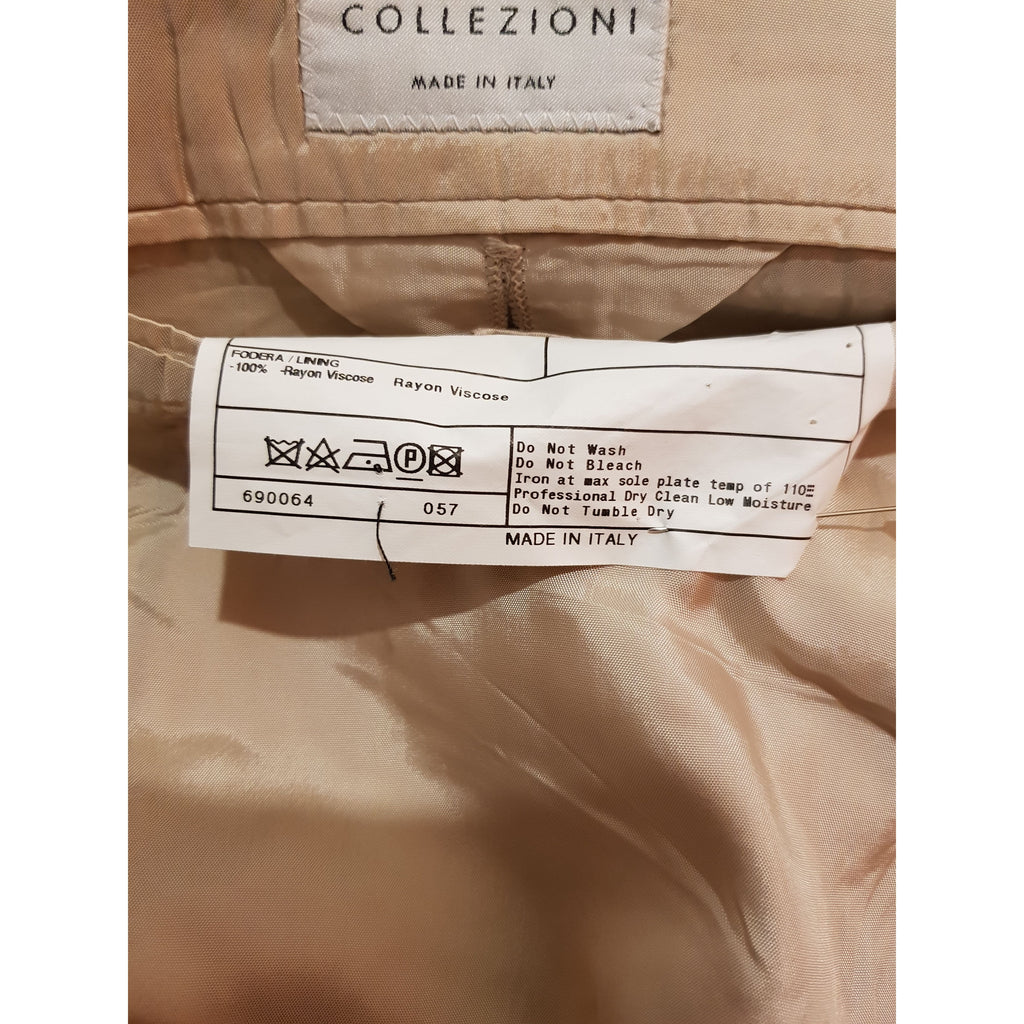 COLLEZIONI
MADE IN ITALY
FODERA / LINING
-100% Rayon Viscose Rayon Viscose
P
Do Not Wash
Do Not Bleach
Iron at max sole plate temp of 110
Professional Dry Clean Low Moisture
Do Not Tumble Dry
690064 057
MADE IN ITALY